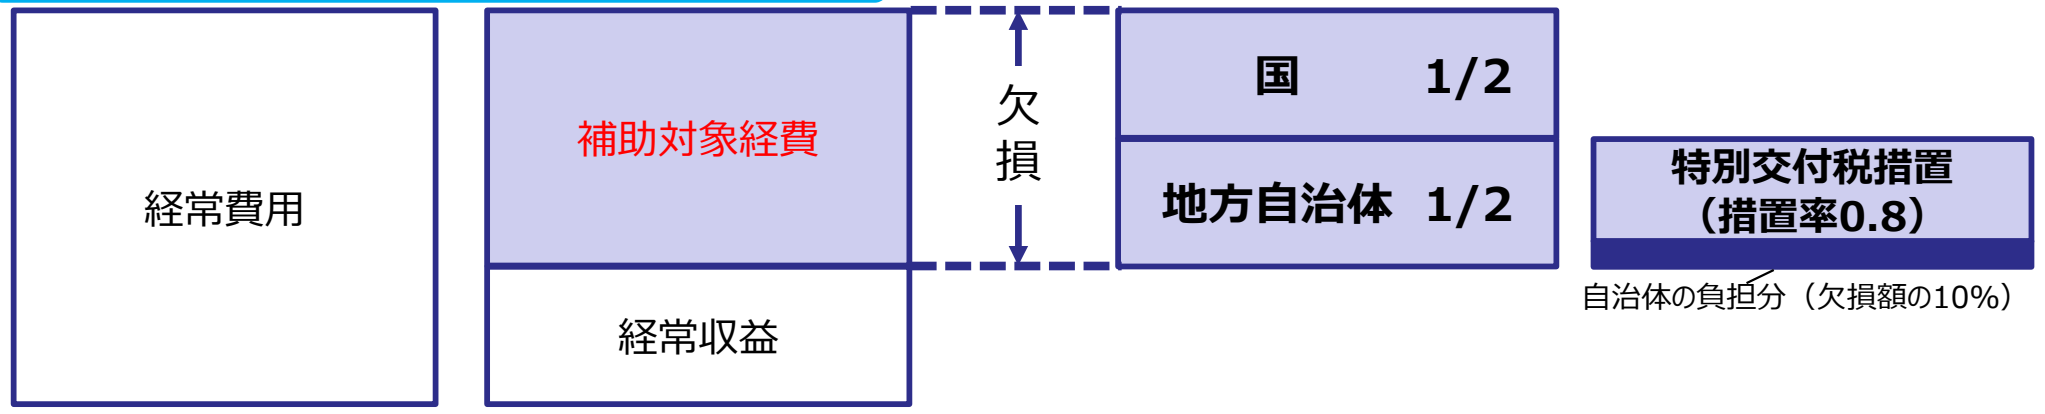 経常費用
補助対象経費
経常収益
欠
損
国 1/2
地方自治体 1/2
特別交付税措置
（措置率0.8）
自治体の負担分（欠損額の10%）